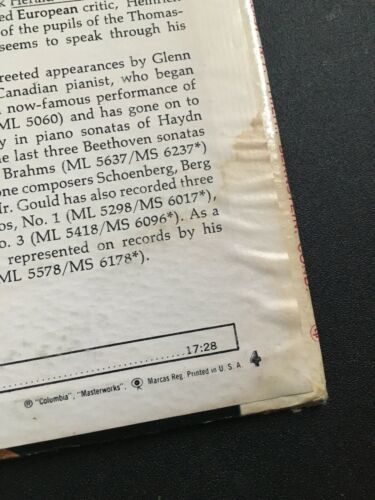 k Herald
d European critic, Heinrich
of the pupils of the Thomas-
seems to speak through his
reeted appearances by Glenn
Canadian pianist, who began
now-famous performance of
ML 5060) and has gone on to
y in piano sonatas of Haydn
he last three Beethoven sonatas
Brahms (ML 5637/MS 6237*)
one composers Schoenberg, Berg
Mr. Gould has also recorded three
os, No. 1 (ML 5298/MS 6017*),
o. 3 (ML 5418/MS 6096*). As a
represented on records by his
ML 5578/MS 6178*).
17:28
® "Columbia", "Masterworks", Marcas Reg. Printed in U. S. A
4